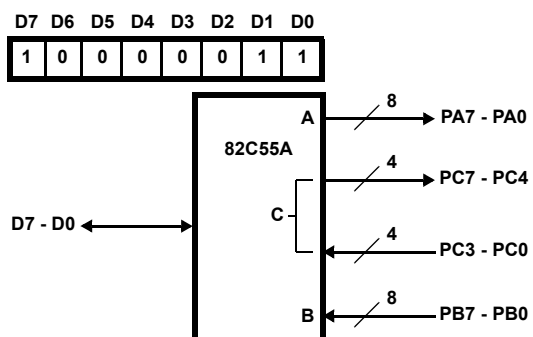 D7 D6 D5 D4 D3 D2 D1 D0
1 0 0 0 0 0 1 1
A 8 PA7 - PA0
82C55A
4 PC7 - PC4
C
D7 - D0
4 PC3 - PC0
B 8 PB7 - PB0